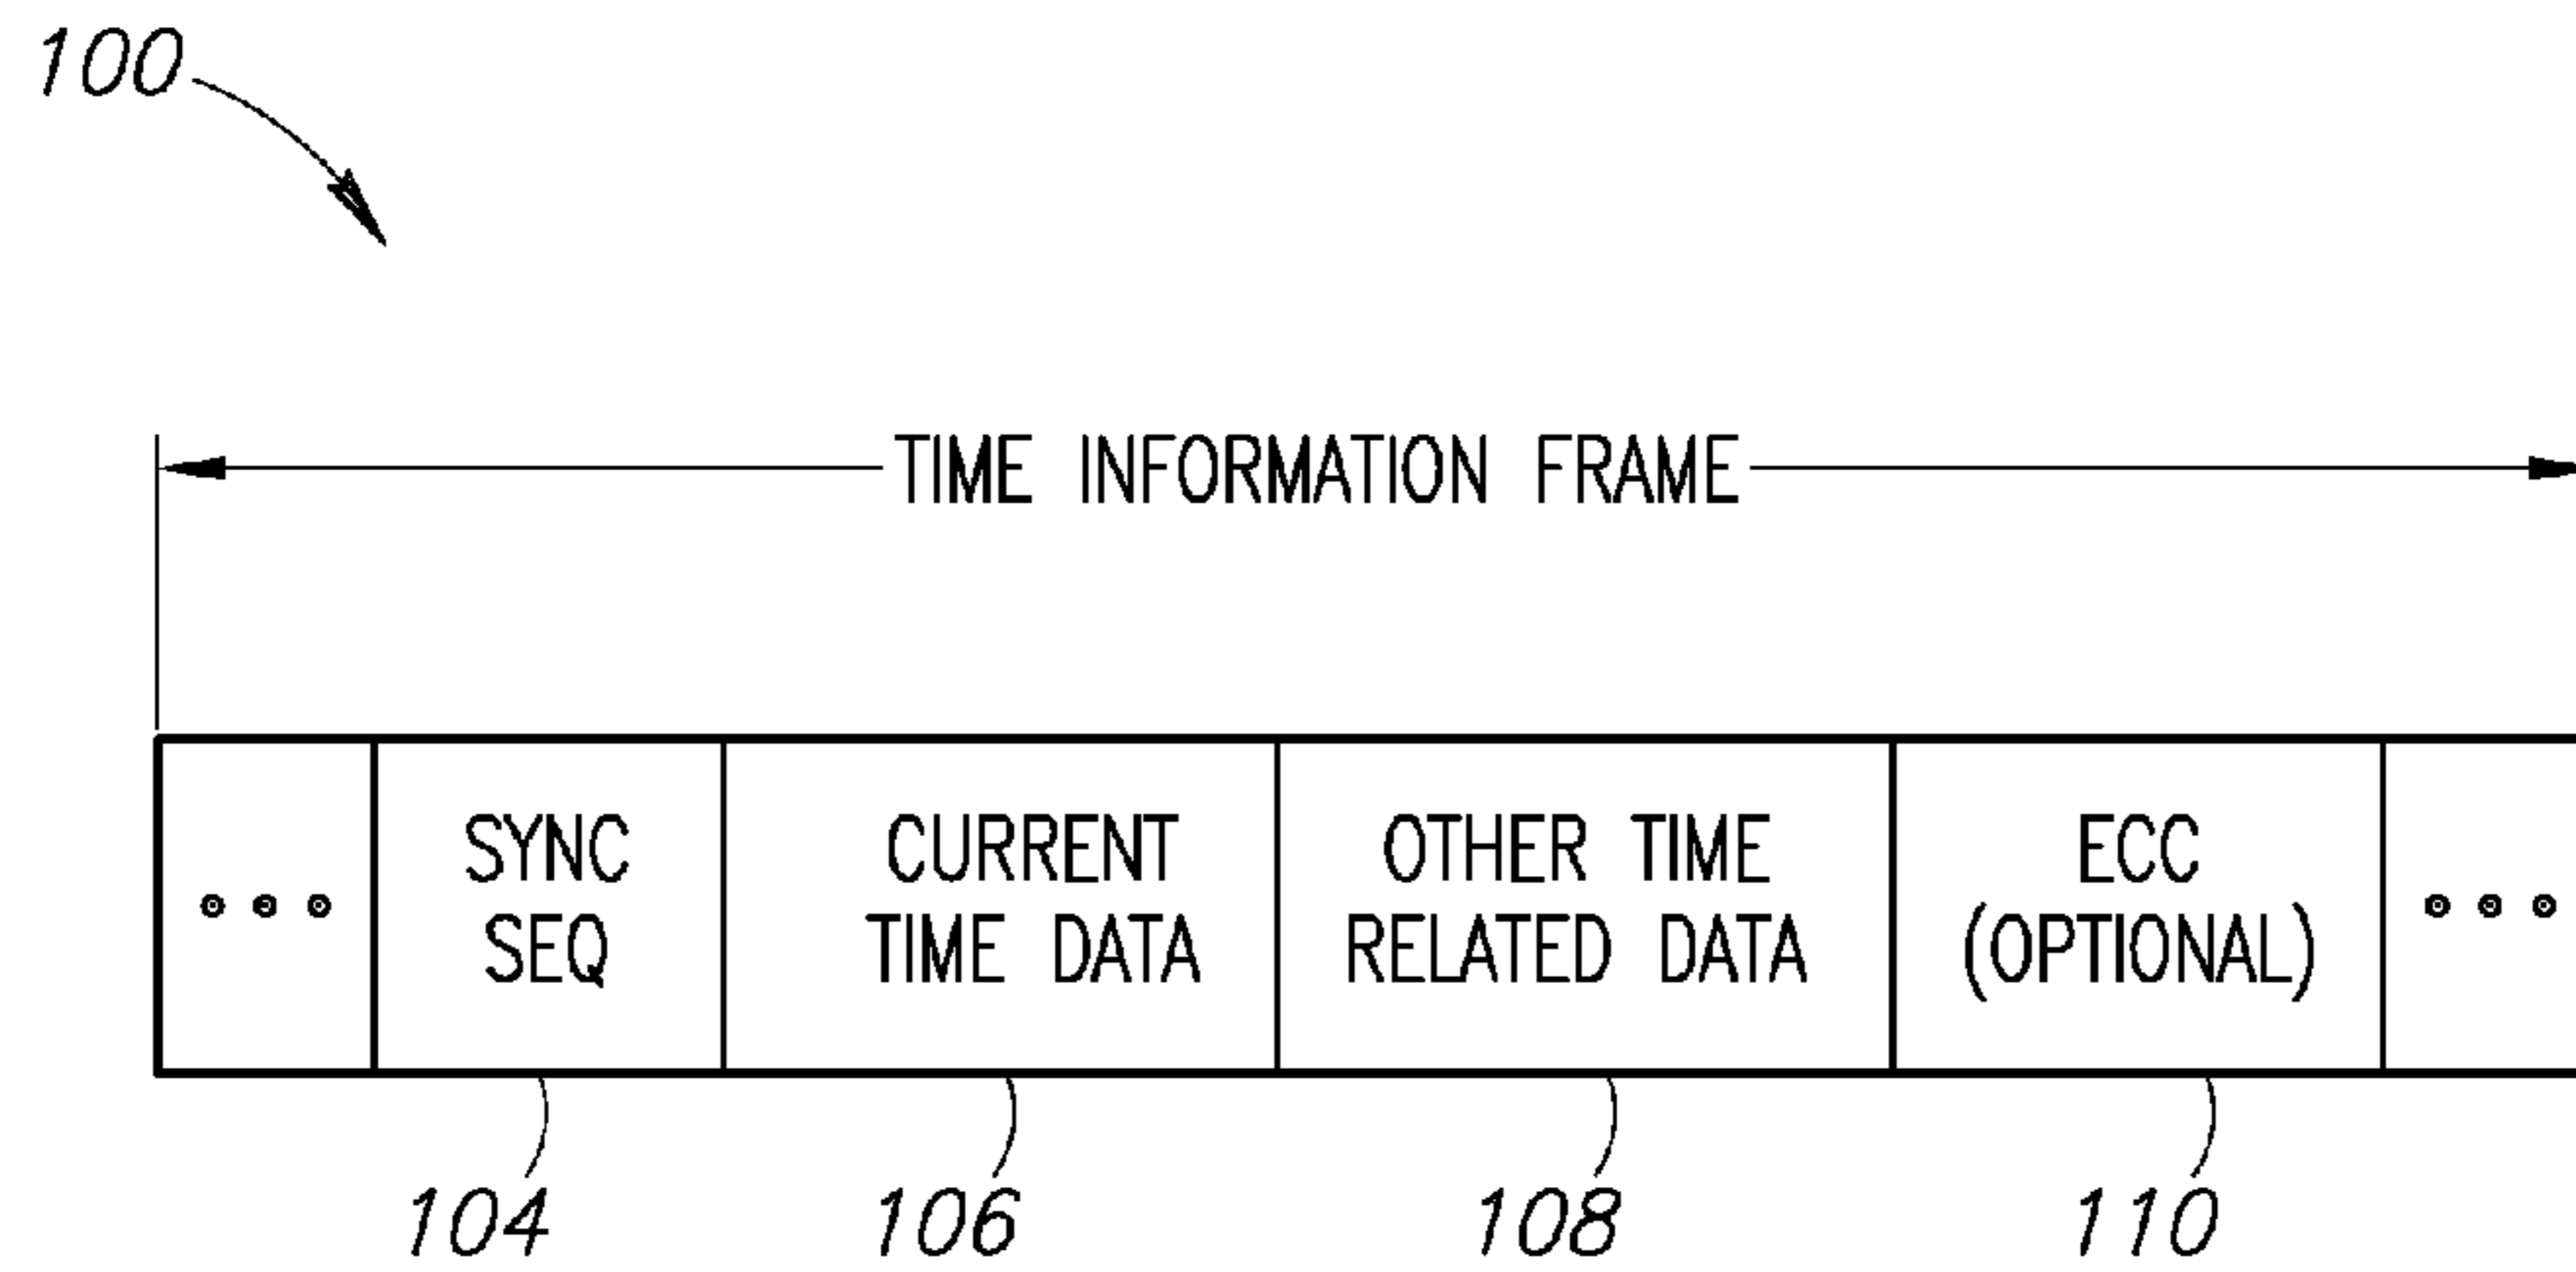 100
TIME INFORMATION FRAME
SYNC
SEQ
CURRENT
TIME DATA
OTHER TIME
RELATED DATA
ECC
(OPTIONAL)
104
106
108
110